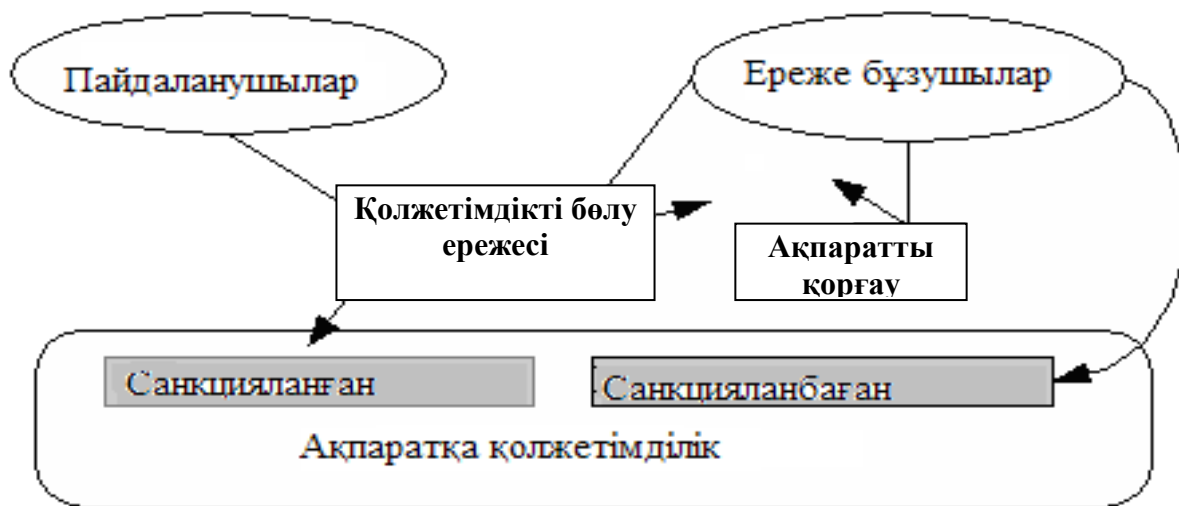 Пайдаланушылар
Ереже бұзушылар
Қолжетімдікті бөлу
ережесі
Ақпаратты
қорғау
Санкцияланған
Санкцияланбаған
Ақпаратқа қолжетімділік